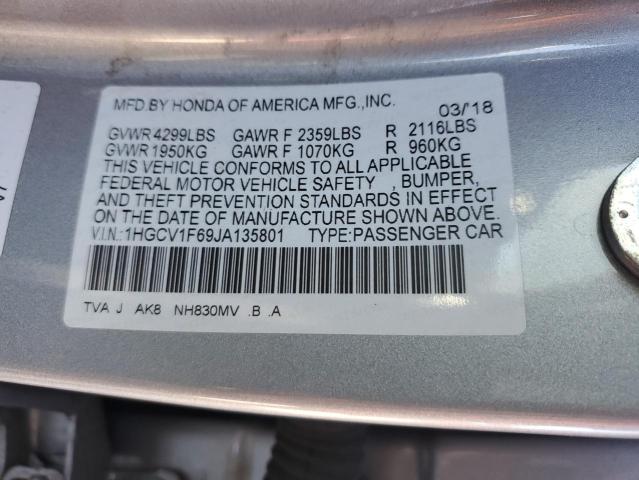 MFD.BY HONDA OF AMERICA MFG.,INC. 03/'18
GVWR 4299LBS GAWR F 2359LBS R 2116LBS
GVWR 1950KG GAWR F 1070KG R 960KG
THIS VEHICLE CONFORMS TO ALL APPLICABLE
FEDERAL MOTOR VEHICLE SAFETY , BUMPER,
AND THEFT PREVENTION STANDARDS IN EFFECT
ON THE DATE OF MANUFACTURE SHOWN ABOVE.
V.I.N.:1HGCV1F69JA135801 TYPE:PASSENGER CAR
TVA J AK8 NH830MV .B .A